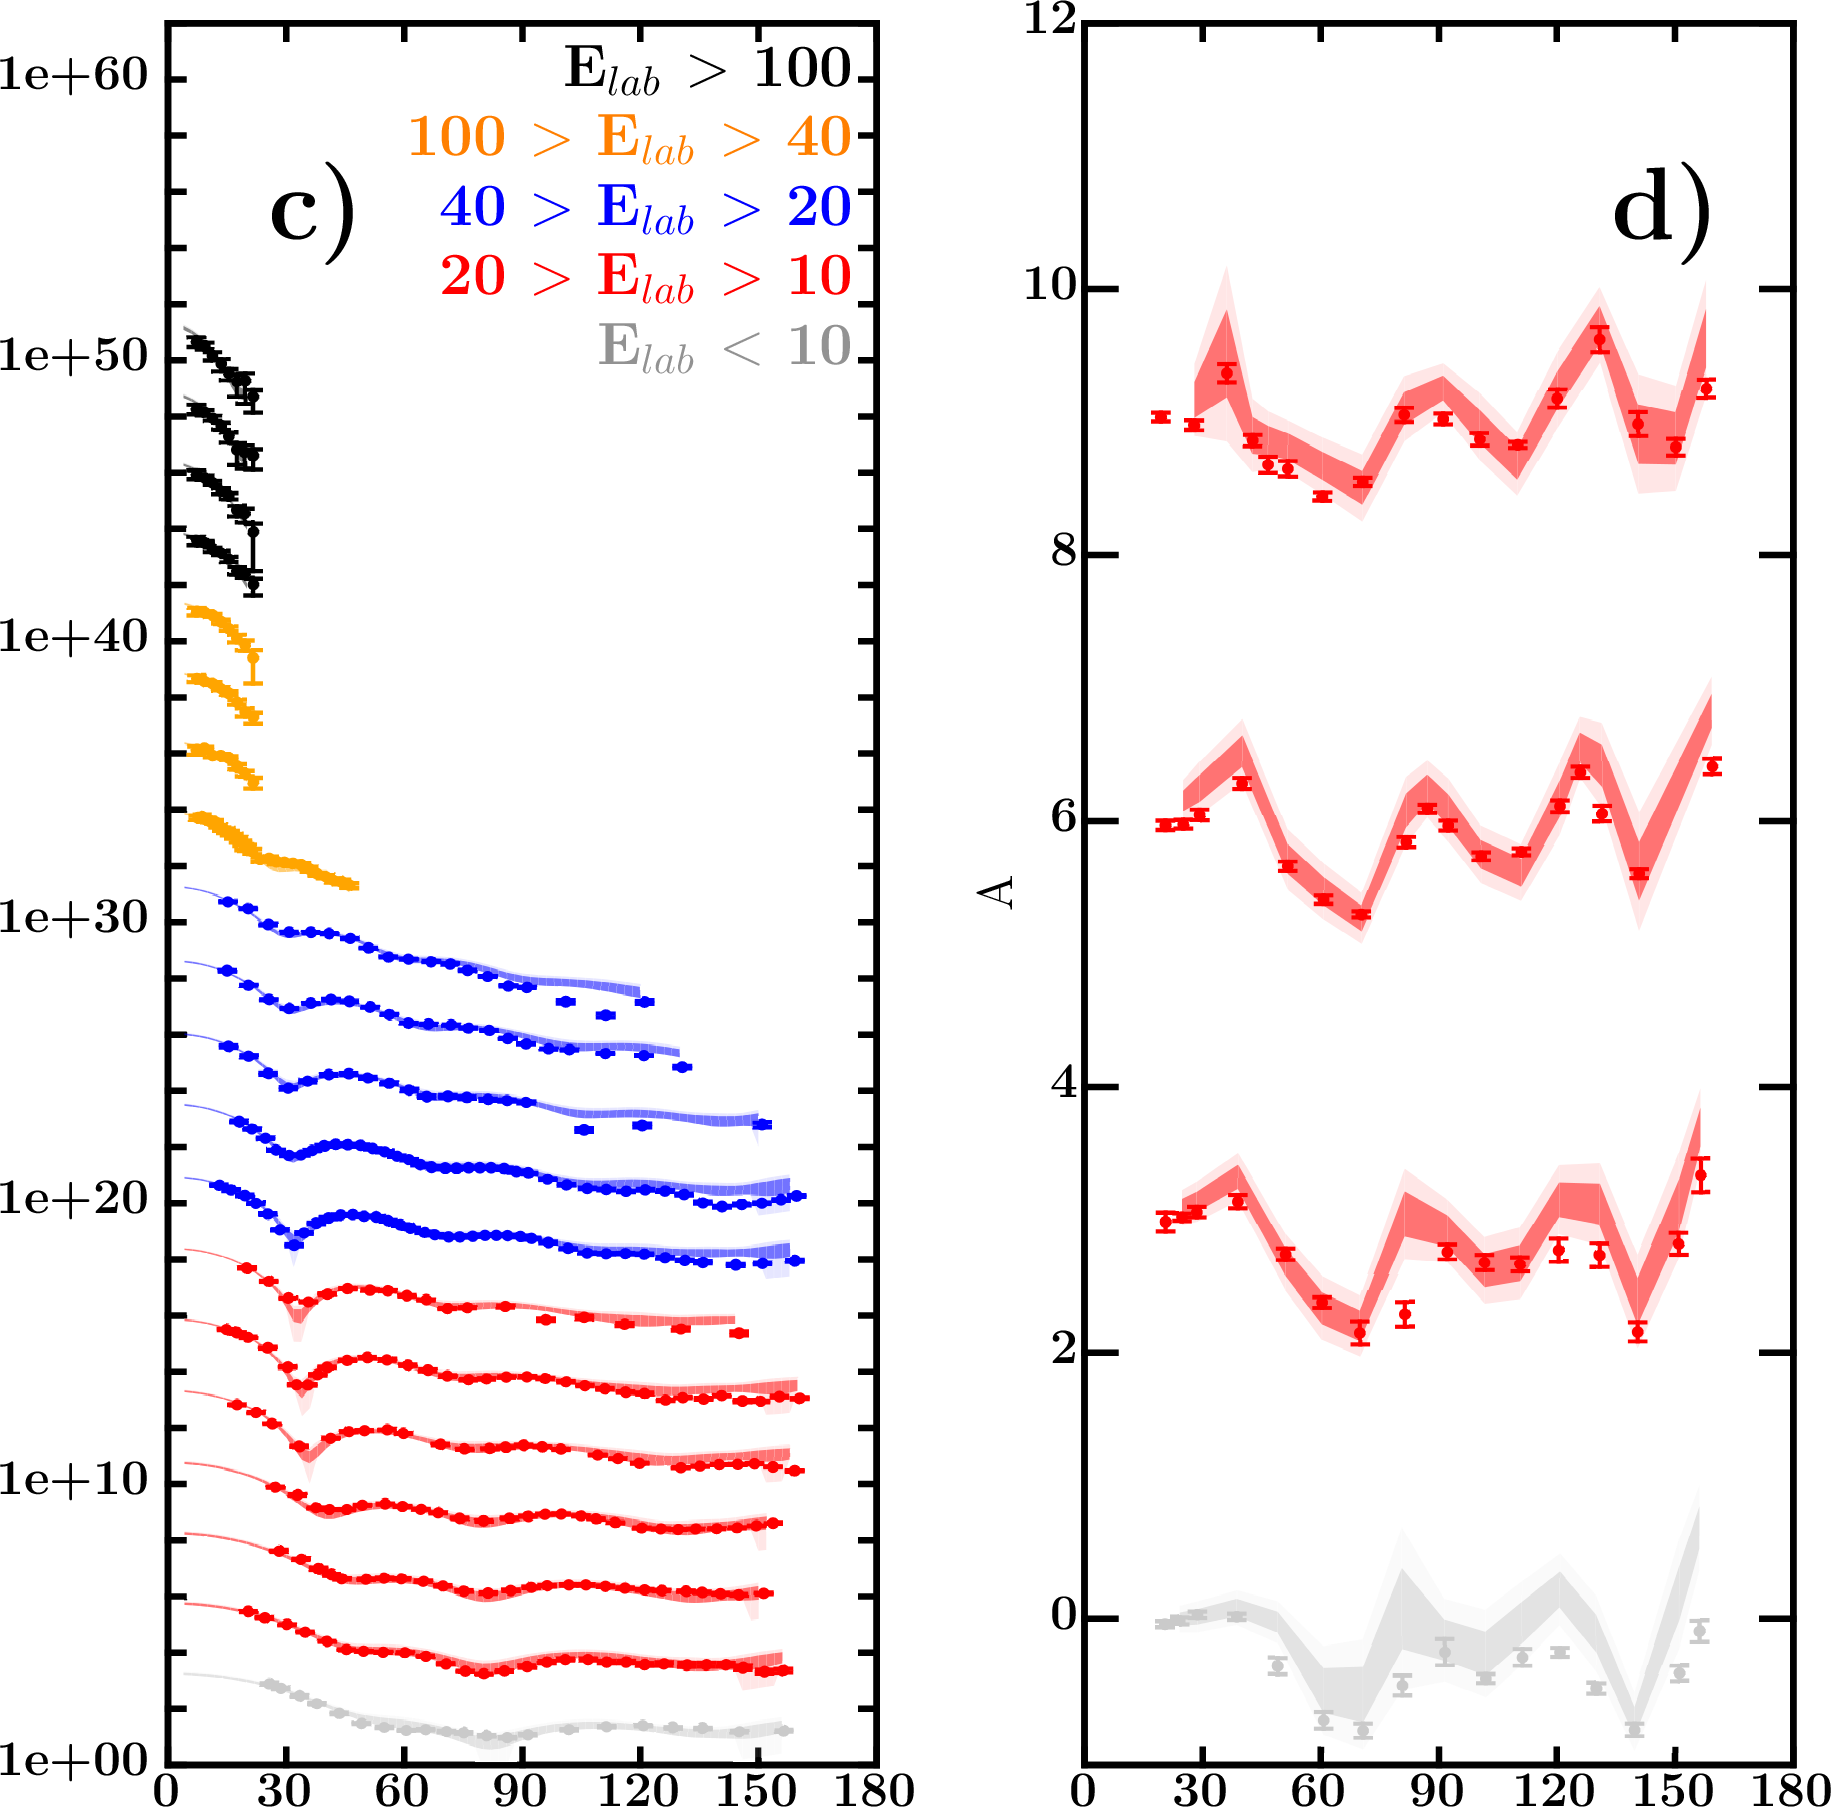 E_lab > 100
100 > E_lab > 40
40 > E_lab > 20
20 > E_lab > 10
E_lab < 10
c)
1e+60
1e+50
1e+40
1e+30
1e+20
1e+10
1e+00
0 30 60 90 120 150 180
d)
A
12
10
8
6
4
2
0
0 30 60 90 120 150 180